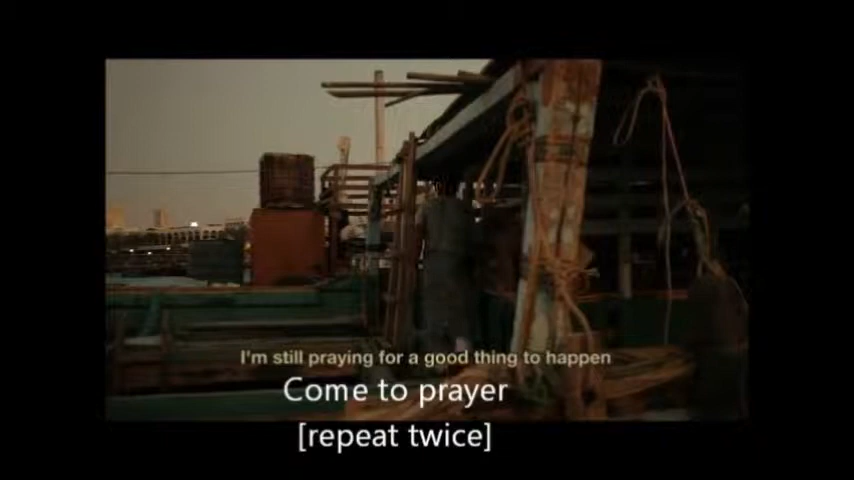 I'm still praying for a good thing to happen
Come to prayer
[repeat twice]